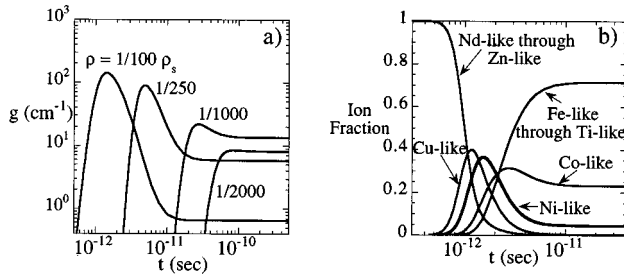 10³
a)
ρ = 1/100 ρₛ
10²
1/250
g (cm⁻¹)
1/1000
10¹
10⁰
1/2000
10⁻¹²
10⁻¹¹
10⁻¹⁰
t (sec)
1
b)
Nd-like through
Zn-like
0.8
0.6
Ion
Fraction
Fe-like
through Ti-like
0.4
Cu-like
Co-like
0.2
Ni-like
0
10⁻¹²
10⁻¹¹
t (sec)